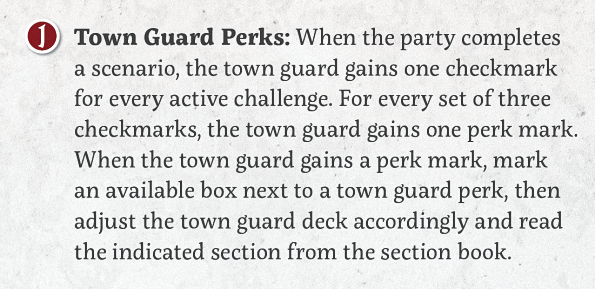 J Town Guard Perks: When the party completes
a scenario, the town guard gains one checkmark
for every active challenge. For every set of three
checkmarks, the town guard gains one perk mark.
When the town guard gains a perk mark, mark
an available box next to a town guard perk, then
adjust the town guard deck accordingly and read
the indicated section from the section book.